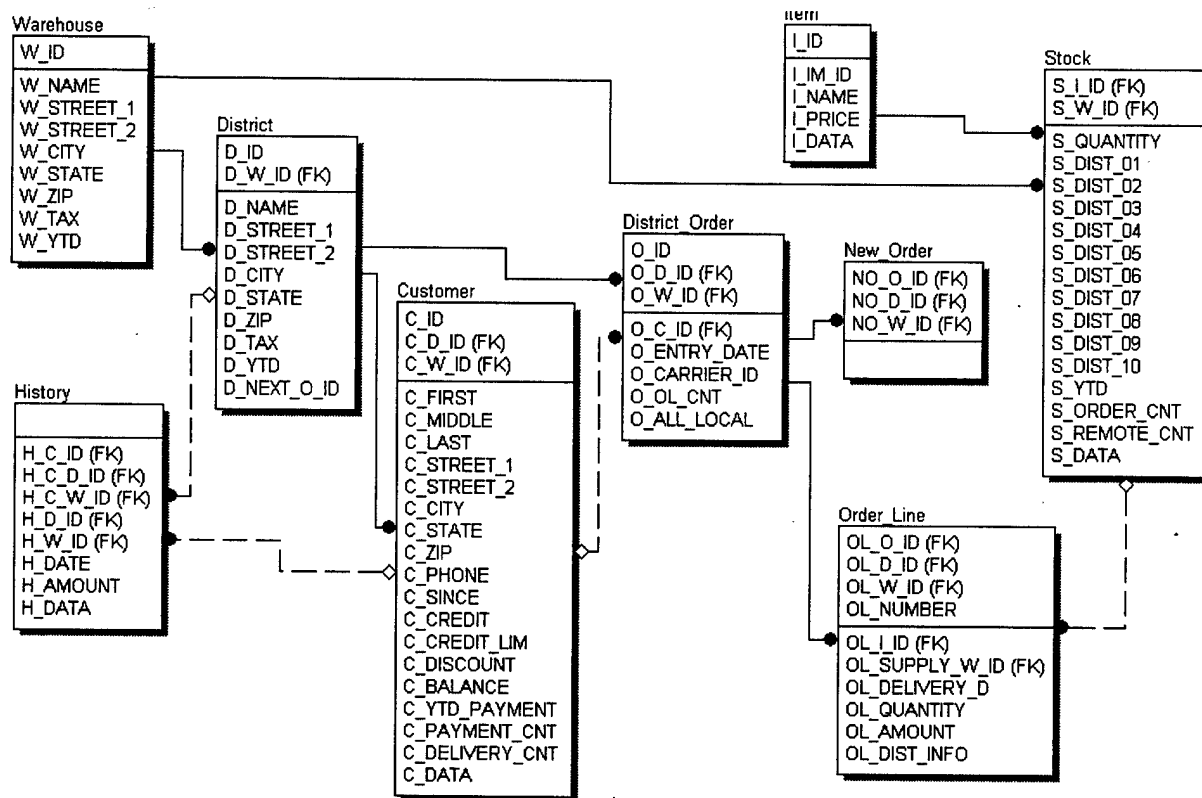 Warehouse
W_ID
W_NAME
W_STREET_1
W_STREET_2
W_CITY
W_STATE
W_ZIP
W_TAX
W_YTD
District
D_ID
D_W_ID (FK)
D_NAME
D_STREET_1
D_STREET_2
D_CITY
D_STATE
D_ZIP
D_TAX
D_YTD
D_NEXT_O_ID
History
H_C_ID (FK)
H_C_D_ID (FK)
H_C_W_ID (FK)
H_D_ID (FK)
H_W_ID (FK)
H_DATE
H_AMOUNT
H_DATA
Customer
C_ID
C_D_ID (FK)
C_W_ID (FK)
C_FIRST
C_MIDDLE
C_LAST
C_STREET_1
C_STREET_2
C_CITY
C_STATE
C_ZIP
C_PHONE
C_SINCE
C_CREDIT
C_CREDIT_LIM
C_DISCOUNT
C_BALANCE
C_YTD_PAYMENT
C_PAYMENT_CNT
C_DELIVERY_CNT
C_DATA
District_Order
O_ID
O_D_ID (FK)
O_W_ID (FK)
O_C_ID (FK)
O_ENTRY_DATE
O_CARRIER_ID
O_OL_CNT
O_ALL_LOCAL
Item
I_ID
I_IM_ID
I_NAME
I_PRICE
I_DATA
New_Order
NO_O_ID (FK)
NO_D_ID (FK)
NO_W_ID (FK)
Stock
S_I_ID (FK)
S_W_ID (FK)
S_QUANTITY
S_DIST_01
S_DIST_02
S_DIST_03
S_DIST_04
S_DIST_05
S_DIST_06
S_DIST_07
S_DIST_08
S_DIST_09
S_DIST_10
S_YTD
S_ORDER_CNT
S_REMOTE_CNT
S_DATA
Order_Line
OL_O_ID (FK)
OL_D_ID (FK)
OL_W_ID (FK)
OL_NUMBER
OL_I_ID (FK)
OL_SUPPLY_W_ID (FK)
OL_DELIVERY_D
OL_QUANTITY
OL_AMOUNT
OL_DIST_INFO